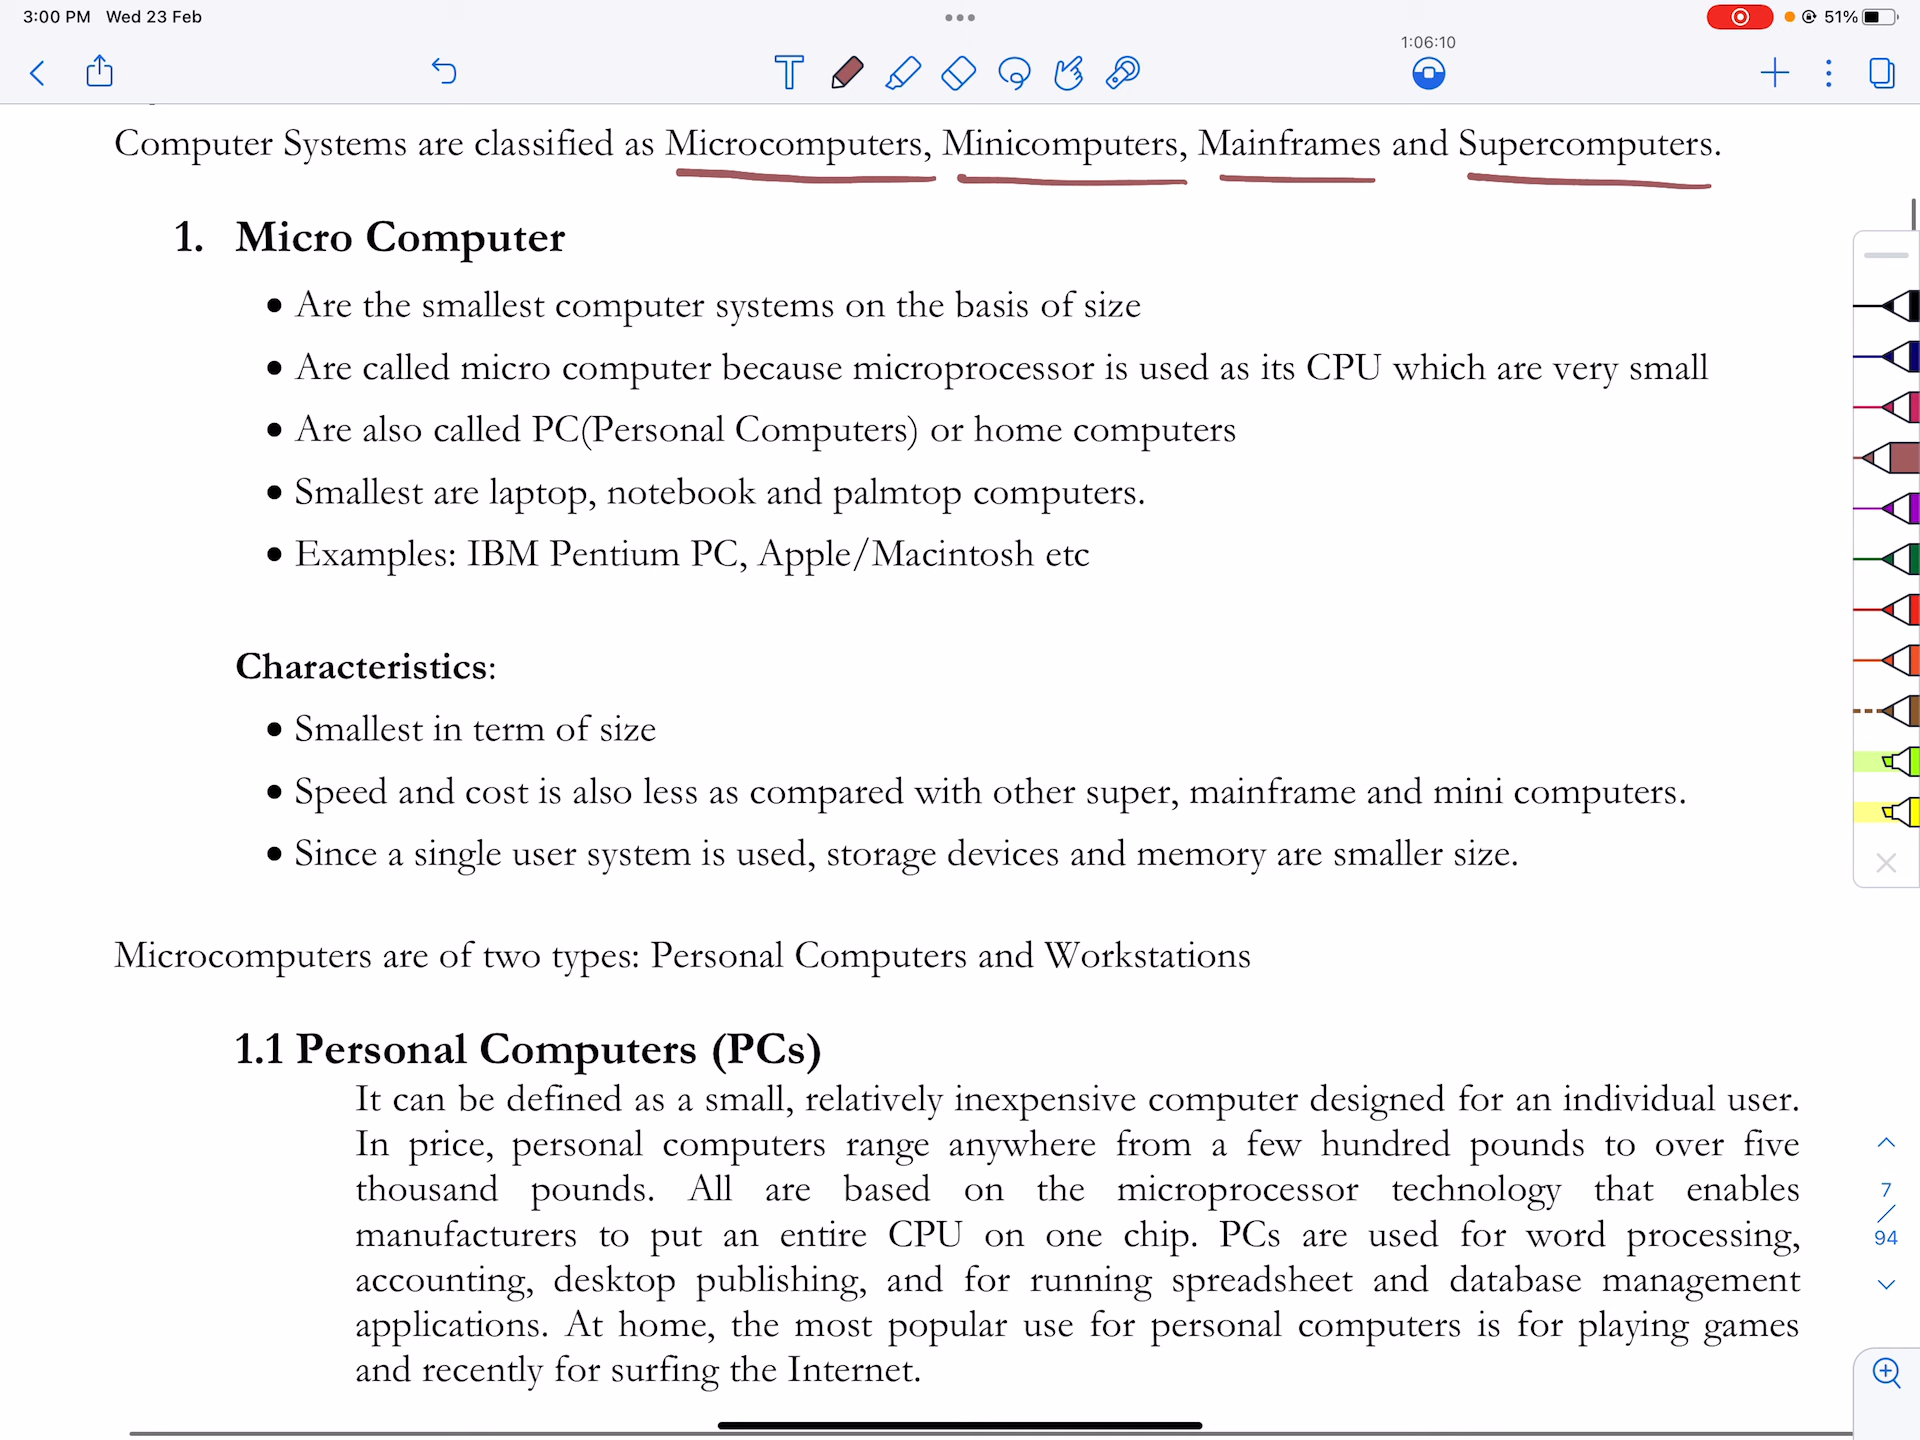 3:00 PM Wed 23 Feb
51%
1:06:10
Computer Systems are classified as Microcomputers, Minicomputers, Mainframes and Supercomputers.
1. Micro Computer
• Are the smallest computer systems on the basis of size
• Are called micro computer because microprocessor is used as its CPU which are very small
• Are also called PC(Personal Computers) or home computers
• Smallest are laptop, notebook and palmtop computers.
• Examples: IBM Pentium PC, Apple/Macintosh etc
Characteristics:
• Smallest in term of size
• Speed and cost is also less as compared with other super, mainframe and mini computers.
• Since a single user system is used, storage devices and memory are smaller size.
Microcomputers are of two types: Personal Computers and Workstations
1.1 Personal Computers (PCs)
It can be defined as a small, relatively inexpensive computer designed for an individual user.
In price, personal computers range anywhere from a few hundred pounds to over five
thousand pounds. All are based on the microprocessor technology that enables
manufacturers to put an entire CPU on one chip. PCs are used for word processing,
accounting, desktop publishing, and for running spreadsheet and database management
applications. At home, the most popular use for personal computers is for playing games
and recently for surfing the Internet.
7
/
94